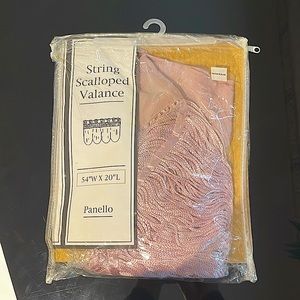 String
Scalloped
Valance
54"W X 20"L
Panello